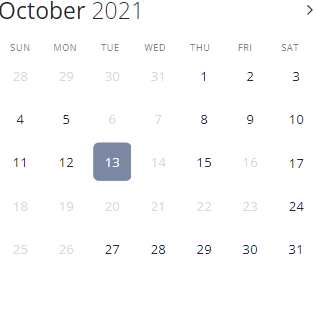 October 2021
SUN MON TUE WED THU FRI SAT
28 29 30 31 1 2 3
4 5 6 7 8 9 10
11 12 13 14 15 16 17
18 19 20 21 22 23 24
25 26 27 28 29 30 31